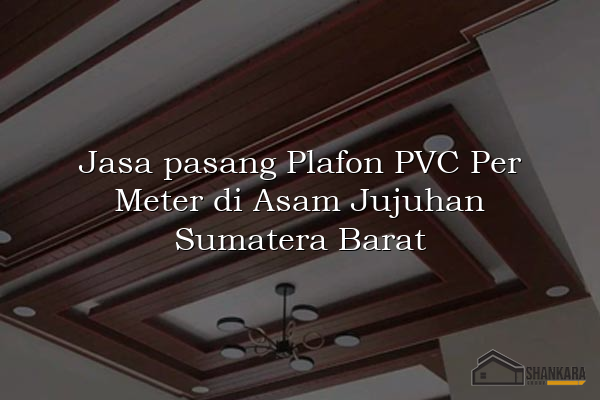 Jasa pasang Plafon PVC Per
Meter di Asam Jujuhan
Sumatera Barat
SHANKARA